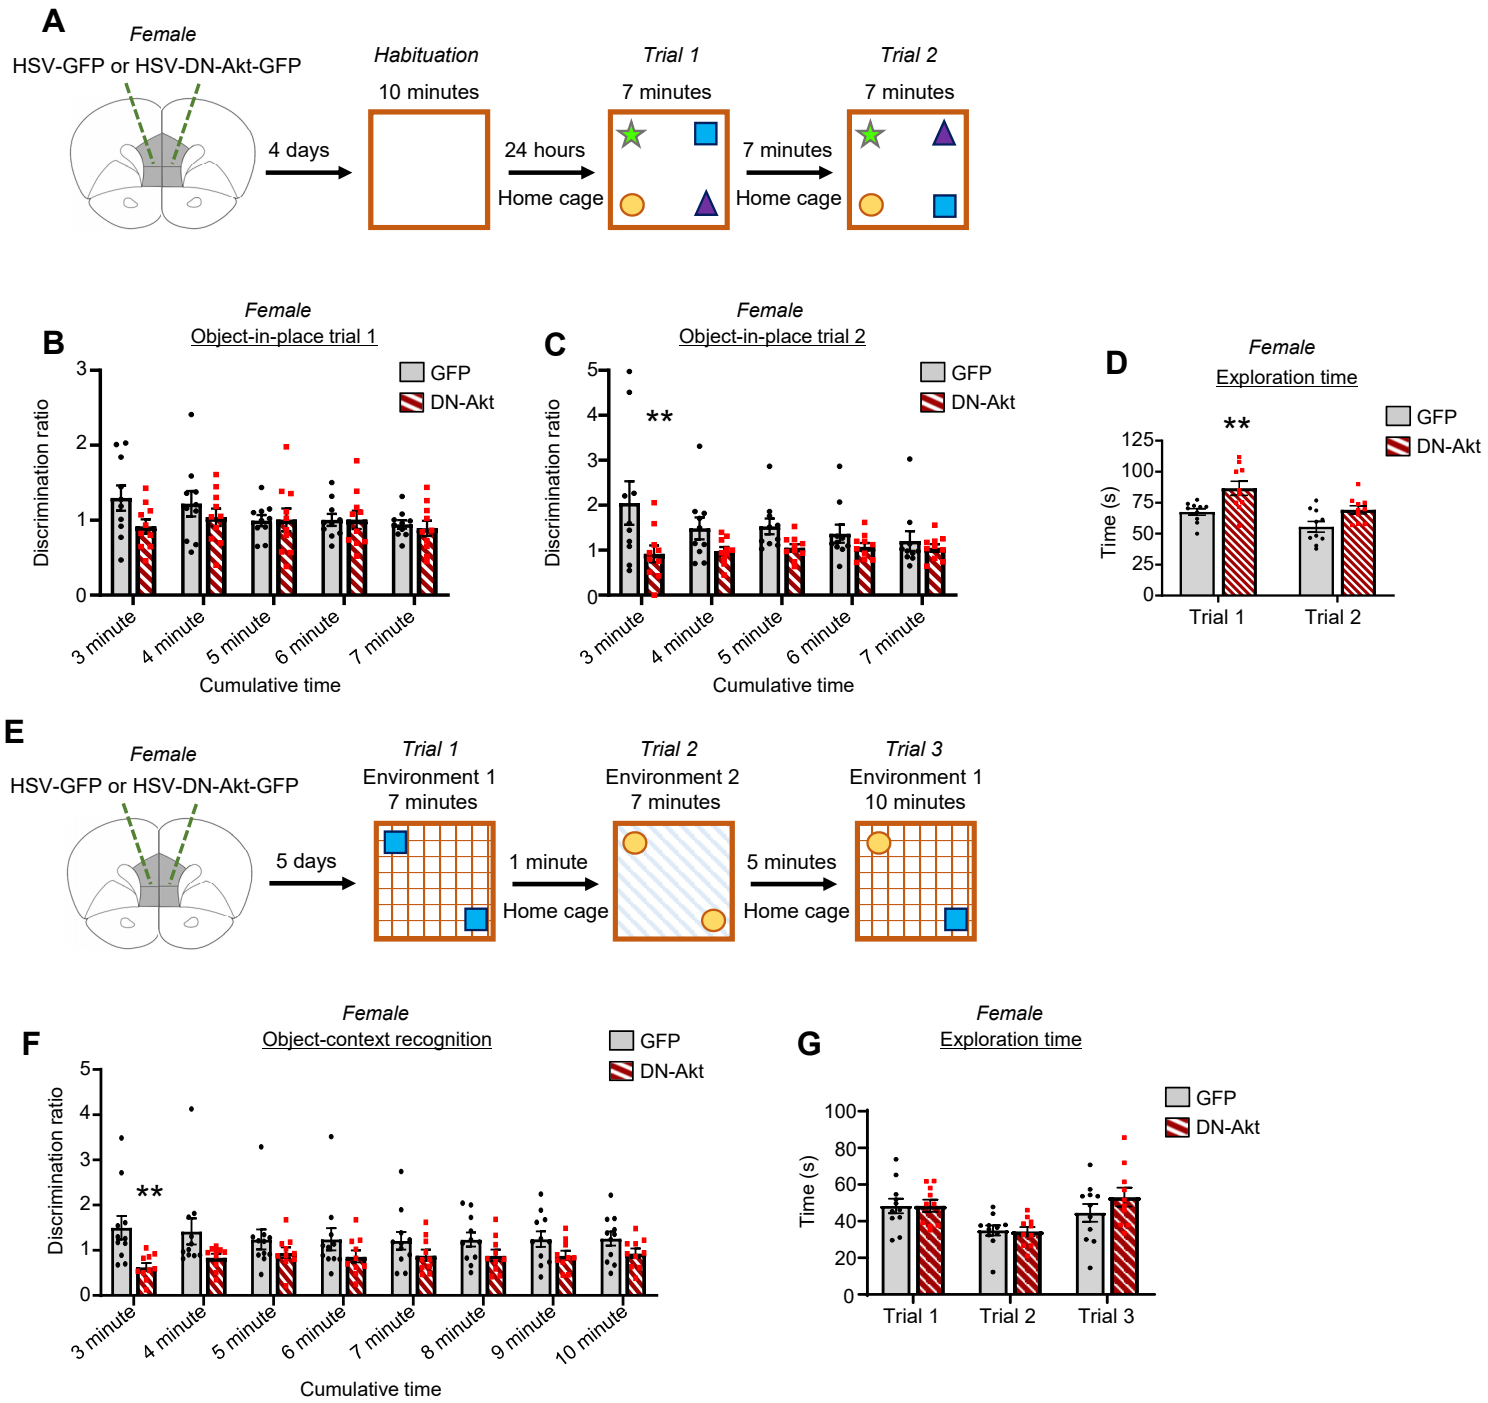 A
Female
HSV-GFP or HSV-DN-Akt-GFP
4 days
Habituation
10 minutes
24 hours
Home cage
Trial 1
7 minutes
7 minutes
Home cage
Trial 2
7 minutes
B
Female
Object-in-place trial 1
GFP
DN-Akt
Discrimination ratio
3
2
1
0
3 minute
4 minute
5 minute
6 minute
7 minute
Cumulative time
C
Female
Object-in-place trial 2
GFP
DN-Akt
**
Discrimination ratio
5
4
3
2
1
0
3 minute
4 minute
5 minute
6 minute
7 minute
Cumulative time
D
Female
Exploration time
GFP
DN-Akt
**
Time (s)
125
100
75
50
25
0
Trial 1
Trial 2
E
Female
HSV-GFP or HSV-DN-Akt-GFP
5 days
Trial 1
Environment 1
7 minutes
1 minute
Home cage
Trial 2
Environment 2
7 minutes
5 minutes
Home cage
Trial 3
Environment 1
10 minutes
F
Female
Object-context recognition
GFP
DN-Akt
**
Discrimination ratio
5
4
3
2
1
0
3 minute
4 minute
5 minute
6 minute
7 minute
8 minute
9 minute
10 minute
Cumulative time
G
Female
Exploration time
GFP
DN-Akt
Time (s)
100
80
60
40
20
0
Trial 1
Trial 2
Trial 3